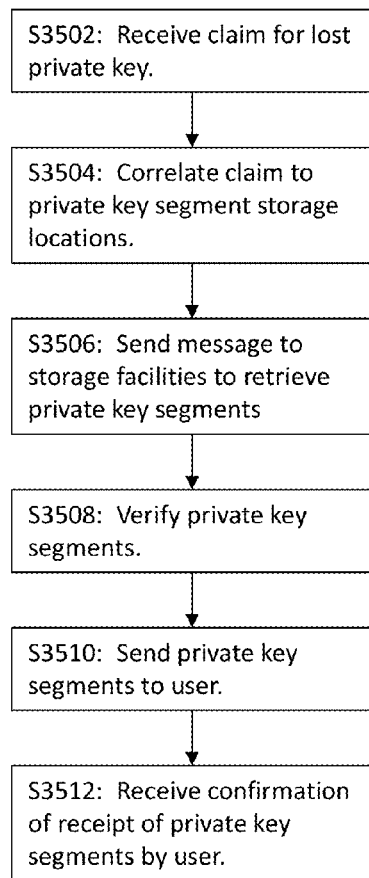 S3502: Receive claim for lost
private key.
S3504: Correlate claim to
private key segment storage
locations.
S3506: Send message to
storage facilities to retrieve
private key segments
S3508: Verify private key
segments.
S3510: Send private key
segments to user.
S3512: Receive confirmation
of receipt of private key
segments by user.